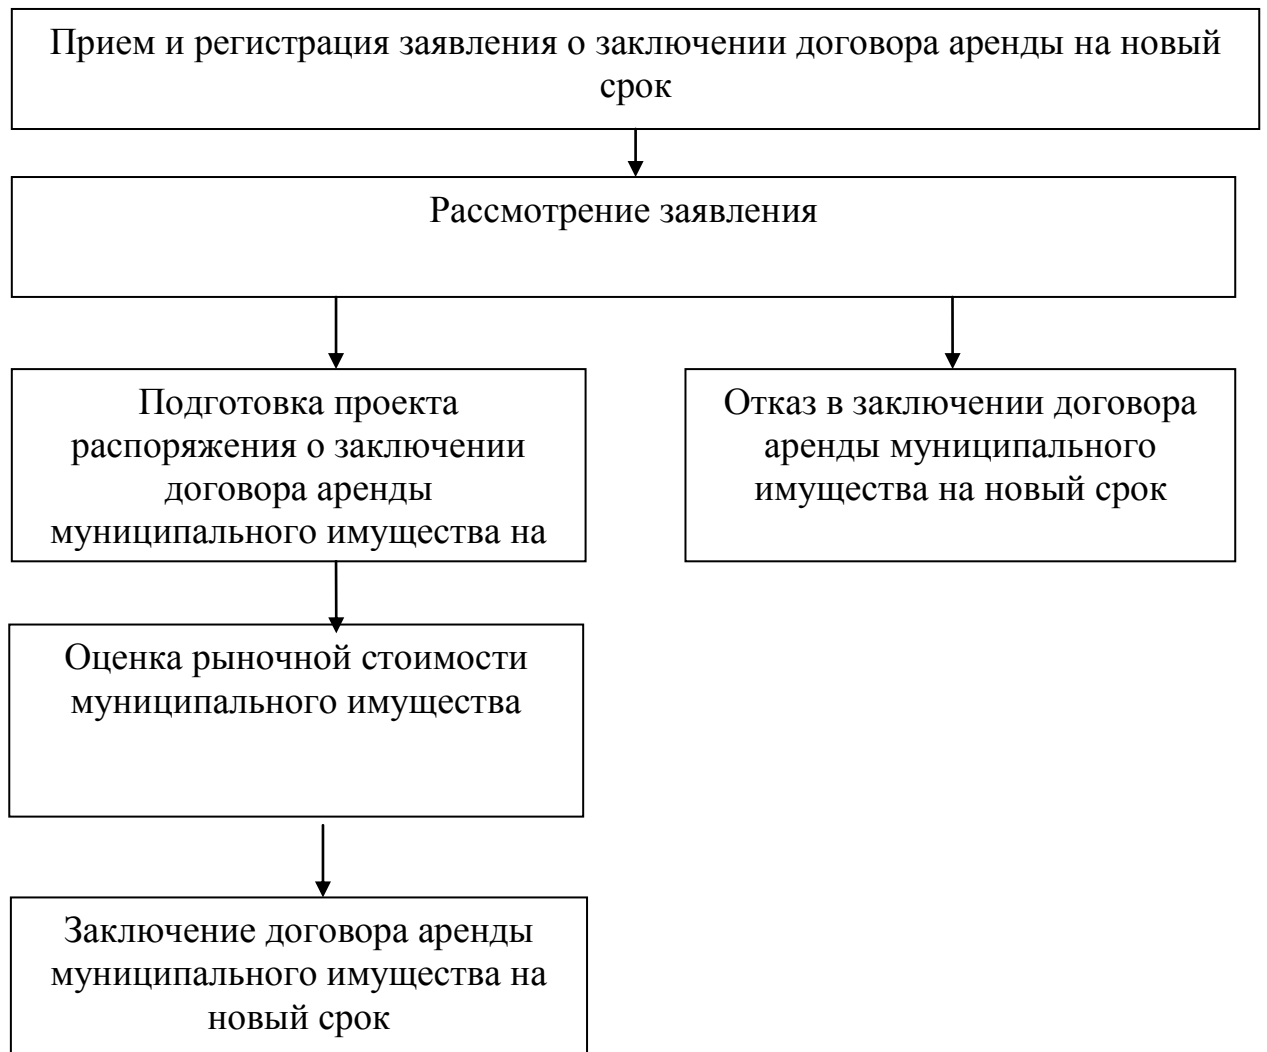 Прием и регистрация заявления о заключении договора аренды на новый
срок
Рассмотрение заявления
Подготовка проекта
распоряжения о заключении
договора аренды
муниципального имущества на
Отказ в заключении договора
аренды муниципального
имущества на новый срок
Оценка рыночной стоимости
муниципального имущества
Заключение договора аренды
муниципального имущества на
новый срок